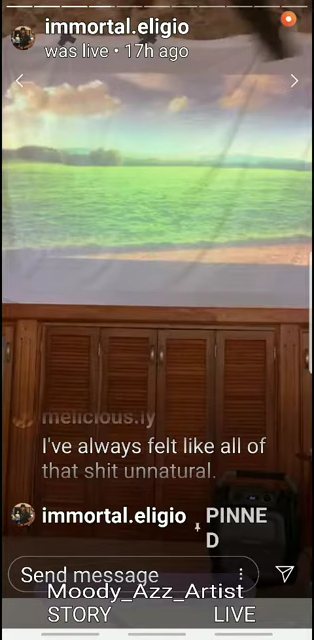 immortal.eligio
was live • 17h ago
melicious.ly
I've always felt like all of
that shit unnatural.
immortal.eligio PINNE
D
Send message
Moody_Azz_Artist
STORY LIVE